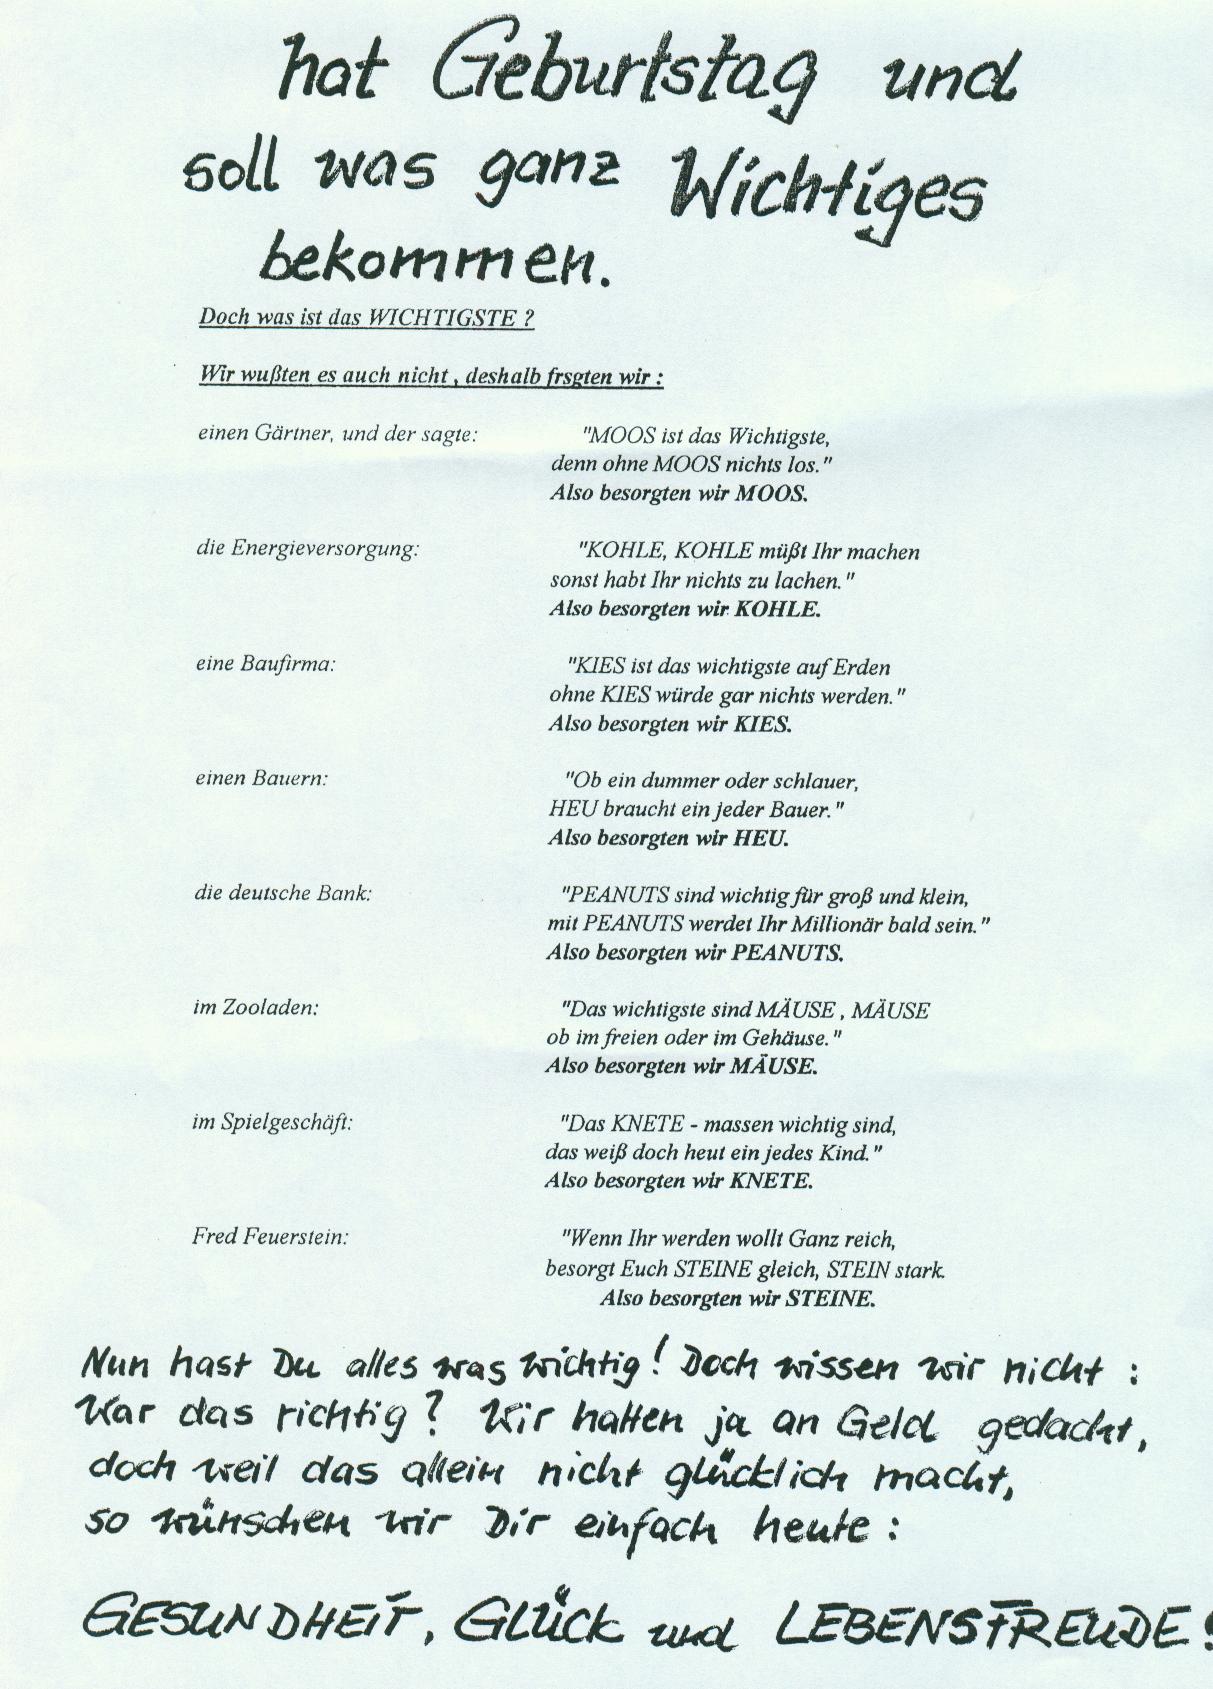 hat Geburtstag und
soll was ganz Wichtiges
bekommen.
Doch was ist das WICHTIGSTE ?
Wir wußten es auch nicht , deshalb frsgten wir :
einen Gärtner, und der sagte: "MOOS ist das Wichtigste,
denn ohne MOOS nichts los."
Also besorgten wir MOOS.
die Energieversorgung: "KOHLE, KOHLE müßt Ihr machen
sonst habt Ihr nichts zu lachen."
Also besorgten wir KOHLE.
eine Baufirma: "KIES ist das wichtigste auf Erden
ohne KIES würde gar nichts werden."
Also besorgten wir KIES.
einen Bauern: "Ob ein dummer oder schlauer,
HEU braucht ein jeder Bauer."
Also besorgten wir HEU.
die deutsche Bank: "PEANUTS sind wichtig für groß und klein,
mit PEANUTS werdet Ihr Millionär bald sein."
Also besorgten wir PEANUTS.
im Zooladen: "Das wichtigste sind MÄUSE , MÄUSE
ob im freien oder im Gehäuse."
Also besorgten wir MÄUSE.
im Spielgeschäft: "Das KNETE - massen wichtig sind,
das weiß doch heut ein jedes Kind."
Also besorgten wir KNETE.
Fred Feuerstein: "Wenn Ihr werden wollt Ganz reich,
besorgt Euch STEINE gleich, STEIN stark.
Also besorgten wir STEINE.
Nun hast Du alles was wichtig! Doch wissen wir nicht :
War das richtig? Wir hatten ja an Geld gedacht,
doch weil das allein nicht glücklich macht,
so wünschen wir Dir einfach heute :
GESUNDHEIT, GLÜCK und LEBENSFREUDE!